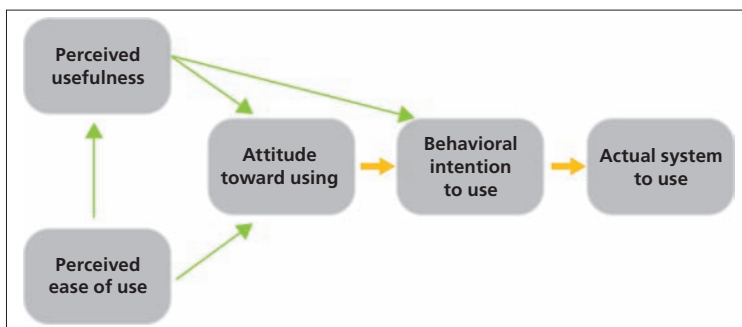 Perceived
usefulness
Attitude
toward using
Behavioral
intention
to use
Actual system
to use
Perceived
ease of use